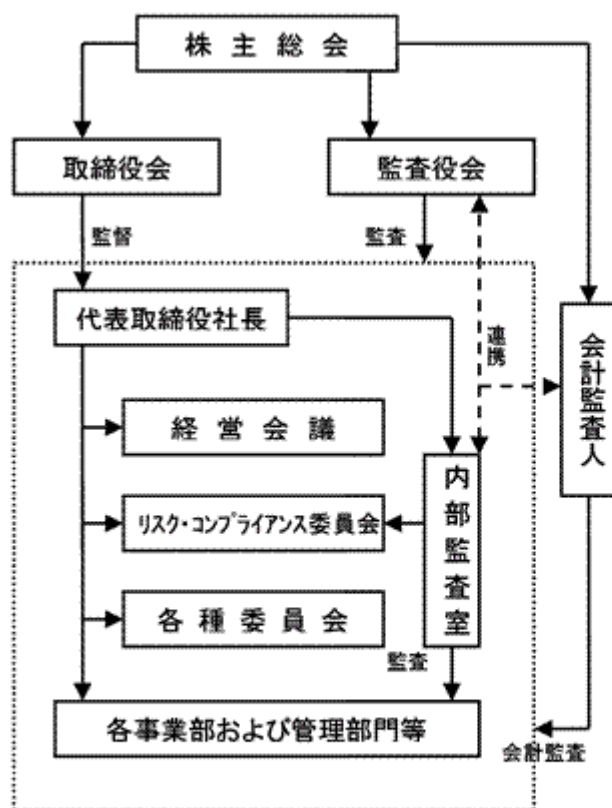 株主総会
取締役会
監査役会
監督
監査
代表取締役社長
連携
会計監査人
経営会議
内部監査室
リスク・コンプライアンス委員会
各種委員会
監査
各事業部および管理部門等
会計監査